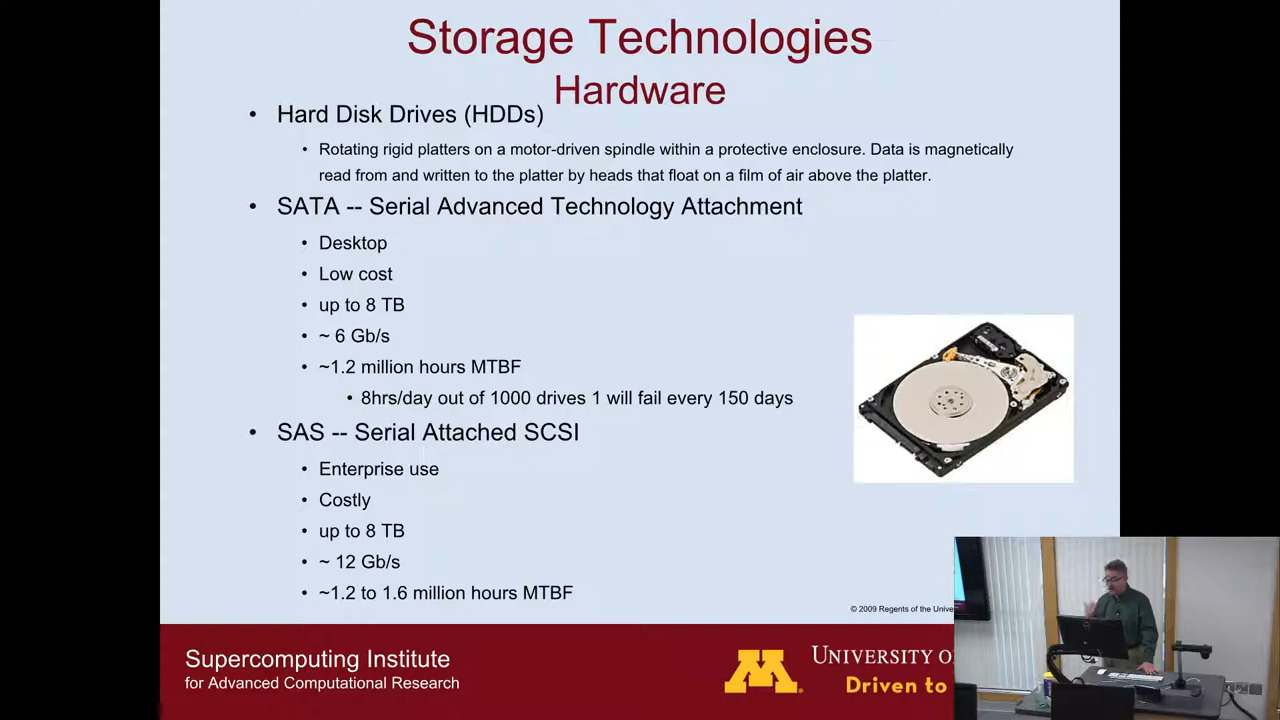 Storage Technologies
Hardware
• Hard Disk Drives (HDDs)
• Rotating rigid platters on a motor-driven spindle within a protective enclosure. Data is magnetically
read from and written to the platter by heads that float on a film of air above the platter.
• SATA -- Serial Advanced Technology Attachment
• Desktop
• Low cost
• up to 8 TB
• ~ 6 Gb/s
• ~1.2 million hours MTBF
• 8hrs/day out of 1000 drives 1 will fail every 150 days
• SAS -- Serial Attached SCSI
• Enterprise use
• Costly
• up to 8 TB
• ~ 12 Gb/s
• ~1.2 to 1.6 million hours MTBF
© 2009 Regents of the
Supercomputing Institute
for Advanced Computational Research
M
UNIVERSITY
Driven to